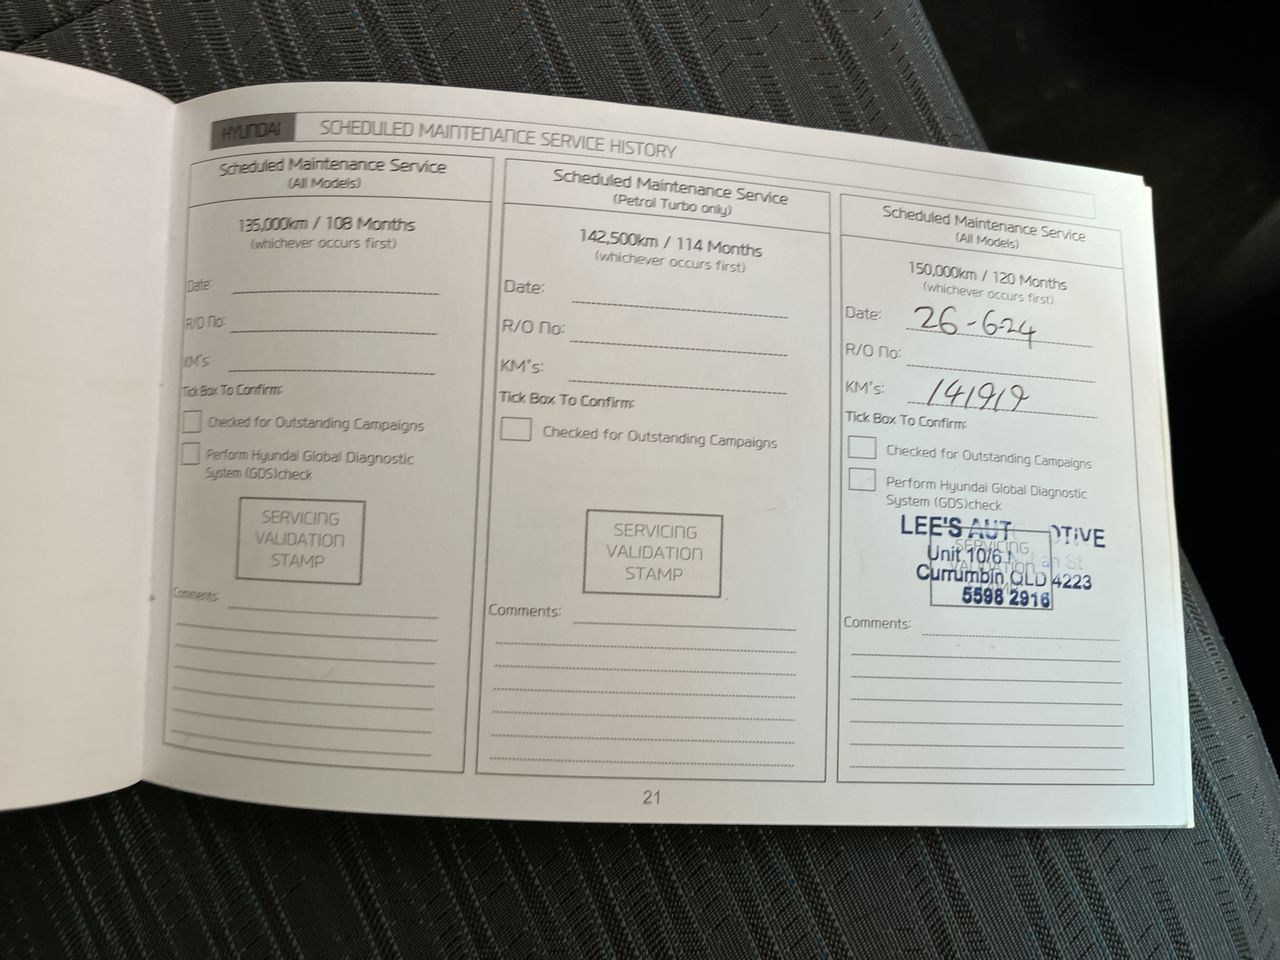 HYUNDAI SCHEDULED MAINTENANCE SERVICE HISTORY
Scheduled Maintenance Service
(All Models)
135,000km / 108 Months
(whichever occurs first)
Date:
R/O No:
KM's:
Tick Box To Confirm:
Checked for Outstanding Campaigns
Perform Hyundai Global Diagnostic
System (GDS)check
SERVICING
VALIDATION
STAMP
Comments:
Scheduled Maintenance Service
(Petrol Turbo only)
142,500km / 114 Months
(whichever occurs first)
Date:
R/O No:
KM's:
Tick Box To Confirm:
Checked for Outstanding Campaigns
SERVICING
VALIDATION
STAMP
Comments:
Scheduled Maintenance Service
(All Models)
150,000km / 120 Months
(whichever occurs first)
Date: 26-6-24
R/O No:
KM's: 141919
Tick Box To Confirm:
Checked for Outstanding Campaigns
Perform Hyundai Global Diagnostic
System (GDS)check
LEE'S AUT OTIVE
SERVICING
Unit 10/6 St
VALIDATION
Currumbin QLD 4223
5598 2916
Comments:
21